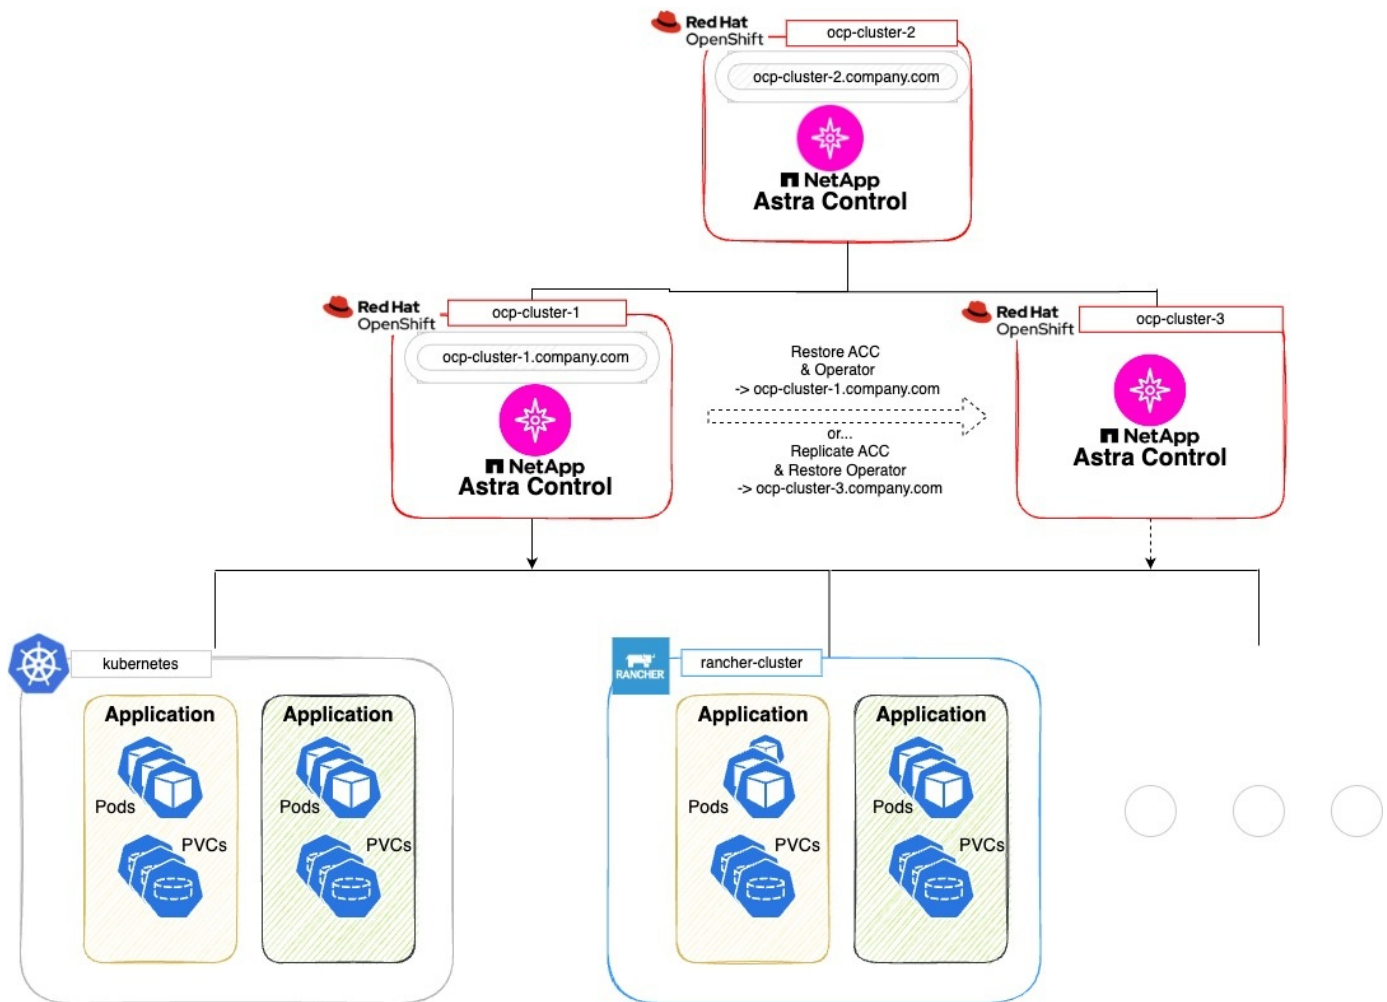 Red Hat
OpenShift
ocp-cluster-2
ocp-cluster-2.company.com
NetApp
Astra Control
Red Hat
OpenShift
ocp-cluster-1
ocp-cluster-1.company.com
NetApp
Astra Control
Restore ACC
& Operator
-> ocp-cluster-1.company.com
or...
Replicate ACC
& Restore Operator
-> ocp-cluster-3.company.com
Red Hat
OpenShift
ocp-cluster-3
NetApp
Astra Control
kubernetes
Application
Pods
PVCs
Application
Pods
PVCs
RANCHER
rancher-cluster
Application
Pods
PVCs
Application
Pods
PVCs